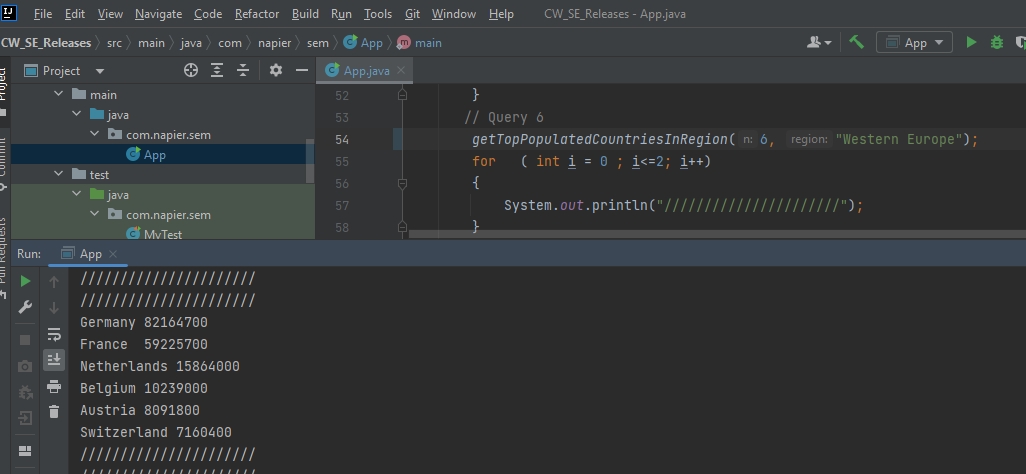 IJ File Edit View Navigate Code Refactor Build Run Tools Git Window Help CW_SE_Releases - App.java
CW_SE_Releases src main java com napier sem App main App
Project App.java
main
java
com.napier.sem
App
test
java
com.napier.sem
MyTest
Project
Commit
Pull Requests
52 }
53 // Query 6
54 getTopPopulatedCountriesInRegion( n: 6, region: "Western Europe");
55 for ( int i = 0 ; i<=2; i++)
56 {
57 System.out.println("//////////////////////");
58 }
Run: App
//////////////////////
//////////////////////
Germany 82164700
France 59225700
Netherlands 15864000
Belgium 10239000
Austria 8091800
Switzerland 7160400
//////////////////////
//////////////////////